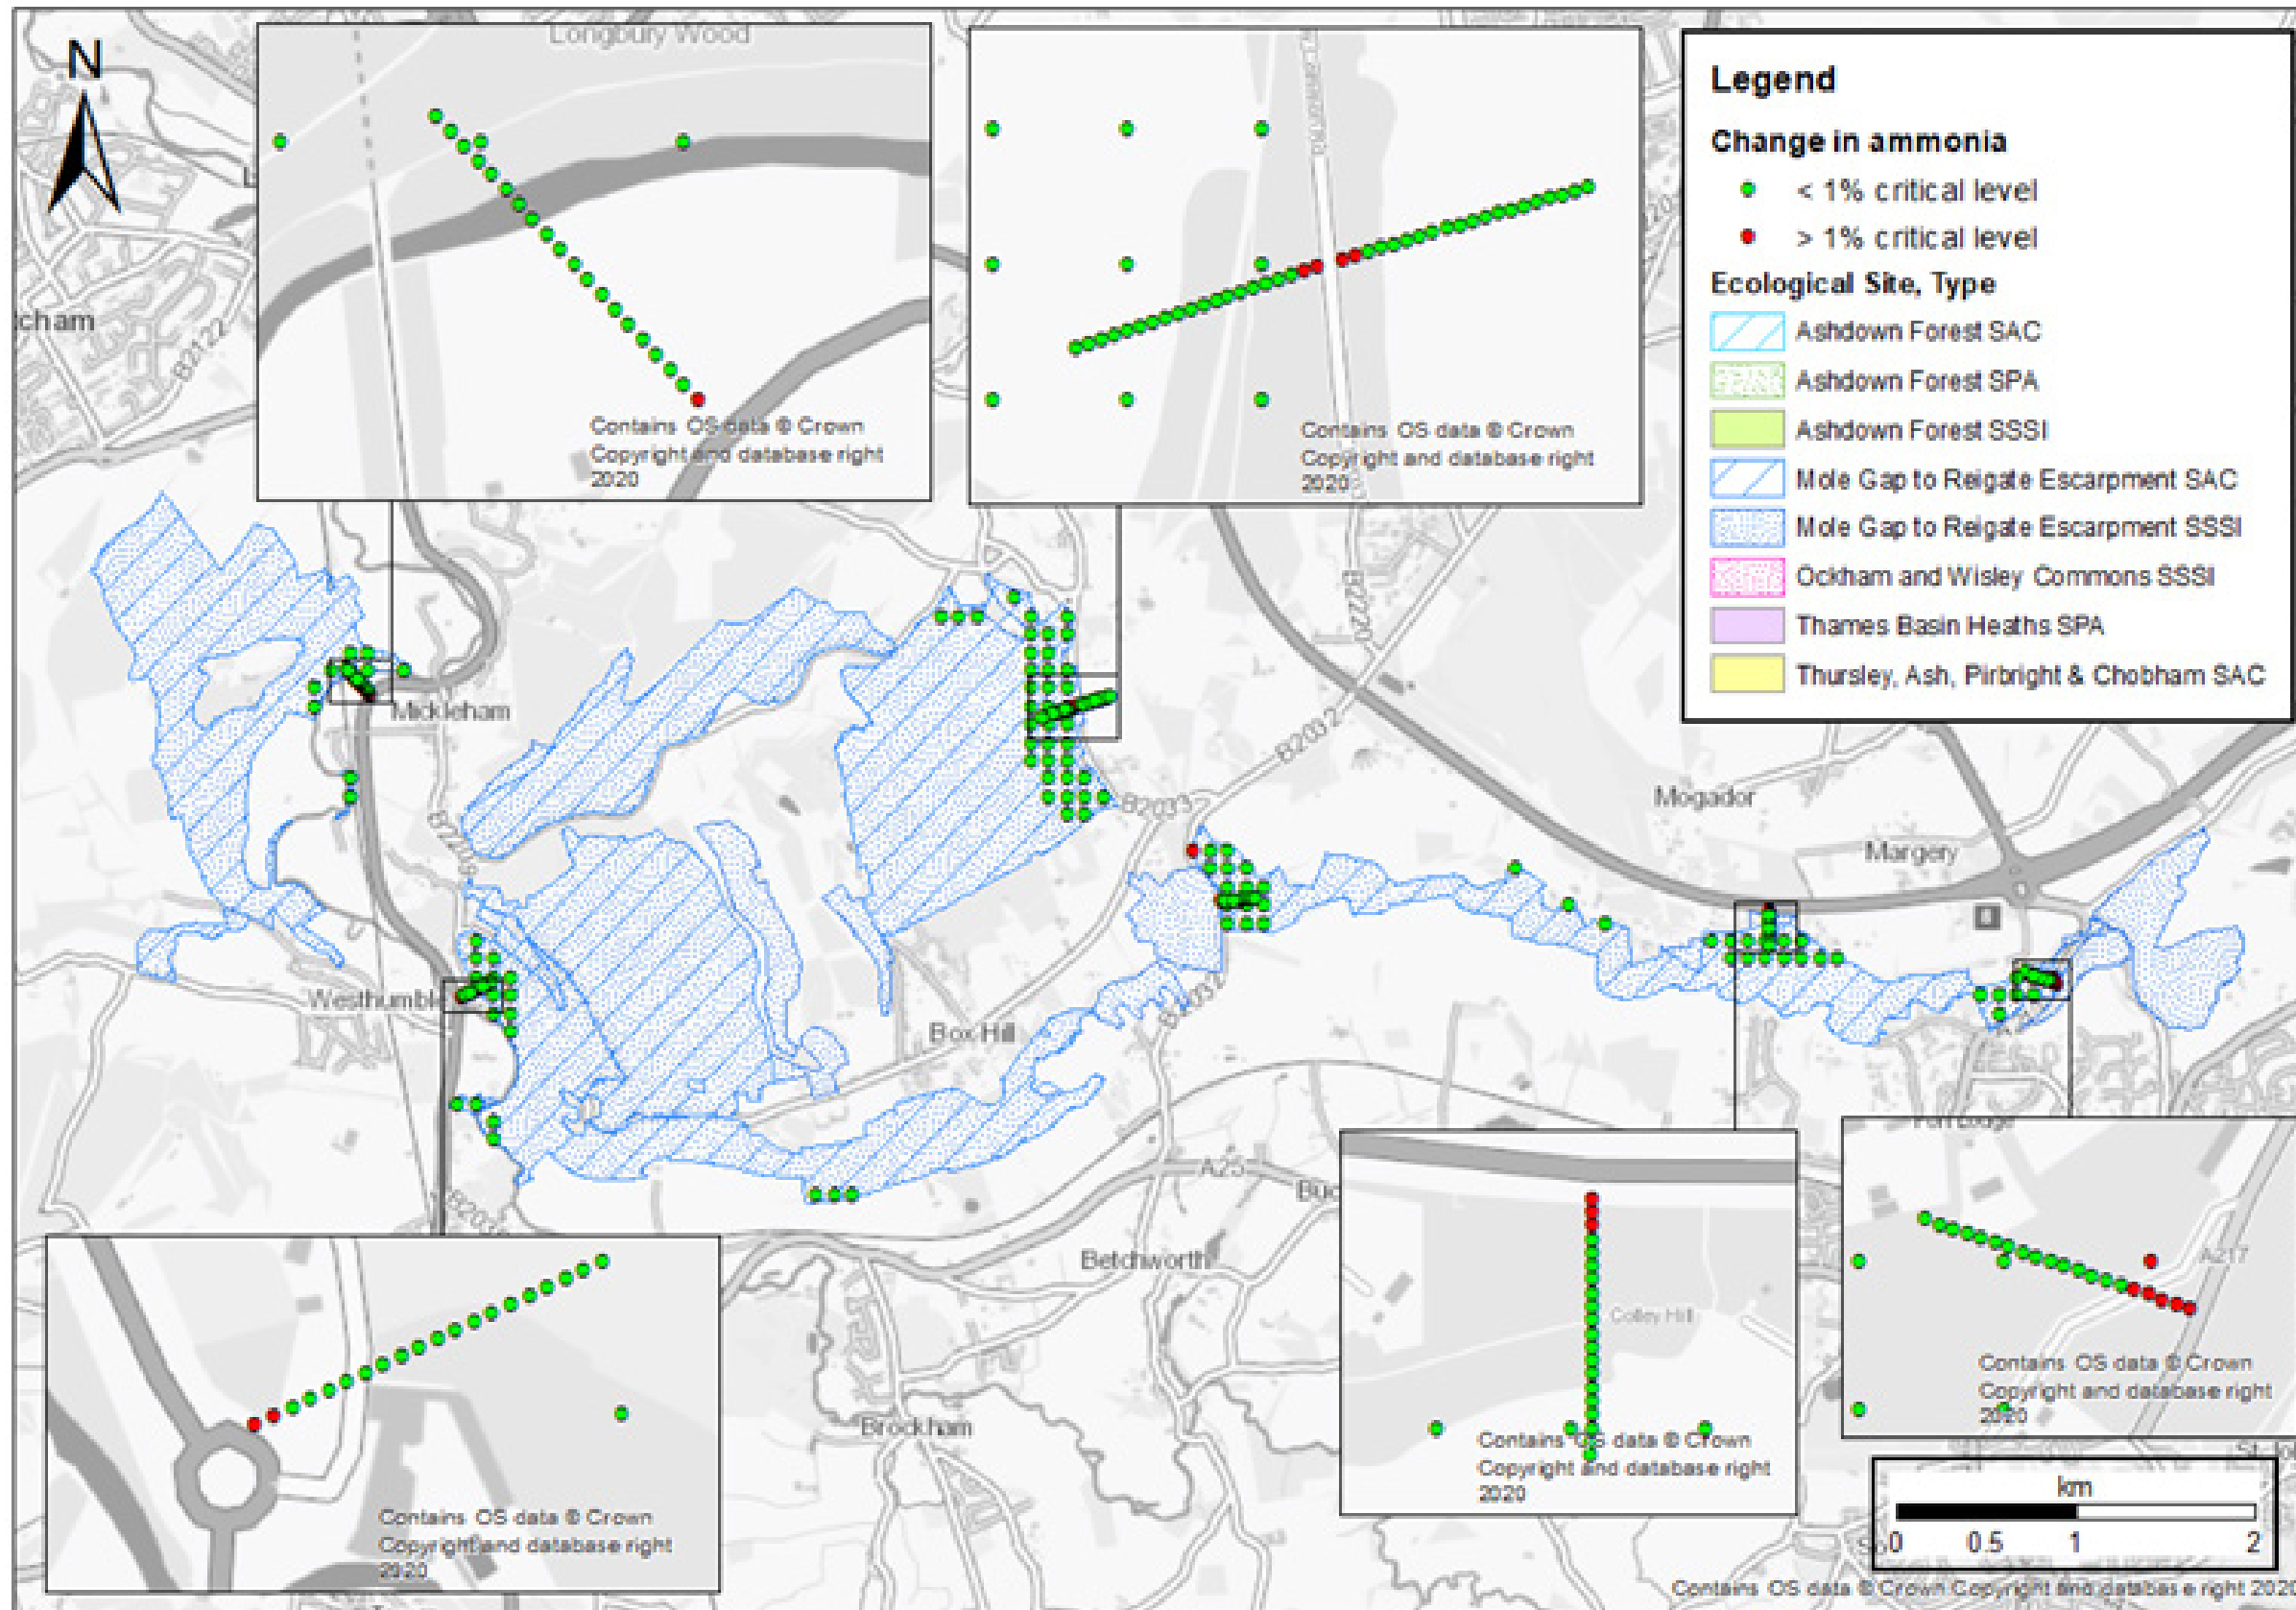 N
Longbury Wood
cham
B2122
Contains OS data © Crown
Copyright and database right
2020
Contains OS data © Crown
Copyright and database right
2020
Legend
Change in ammonia
< 1% critical level
> 1% critical level
Ecological Site, Type
Ashdown Forest SAC
Ashdown Forest SPA
Ashdown Forest SSSI
Mole Gap to Reigate Escarpment SAC
Mole Gap to Reigate Escarpment SSSI
Ockham and Wisley Commons SSSI
Thames Basin Heaths SPA
Thursley, Ash, Pirbright & Chobham SAC
B2220
B2032
Mickleham
B2033
Mogador
Margery
B2209
Westhumble
Box Hill
B2032
A25
Buc
Betchworth
Brockham
Contains OS data © Crown
Copyright and database right
2020
Colley Hill
Contains OS data © Crown
Copyright and database right
2020
A217
Contains OS data © Crown
Copyright and database right
2020
km
0 0.5 1 2
Contains OS data © Crown Copyright and database right 2020